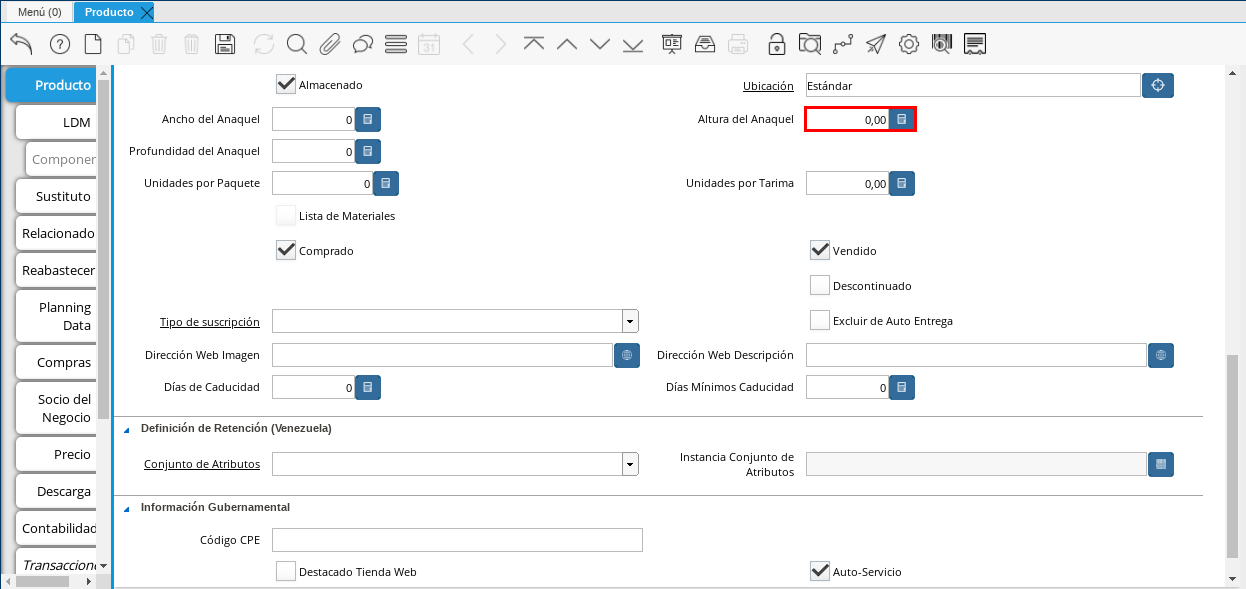 Menú (0)
Producto
31
Producto
LDM
Componen
Sustituto
Relacionado
Reabastecer
Planning
Data
Compras
Socio del
Negocio
Precio
Descarga
Contabilidad
Transaccione
Almacenado
Ubicación
Estándar
Ancho del Anaquel
0
Altura del Anaquel
0,00
Profundidad del Anaquel
0
Unidades por Paquete
0
Unidades por Tarima
0,00
Lista de Materiales
Comprado
Vendido
Descontinuado
Tipo de suscripción
Excluir de Auto Entrega
Dirección Web Imagen
Dirección Web Descripción
Días de Caducidad
0
Días Mínimos Caducidad
0
Definición de Retención (Venezuela)
Conjunto de Atributos
Instancia Conjunto de
Atributos
Información Gubernamental
Código CPE
Destacado Tienda Web
Auto-Servicio